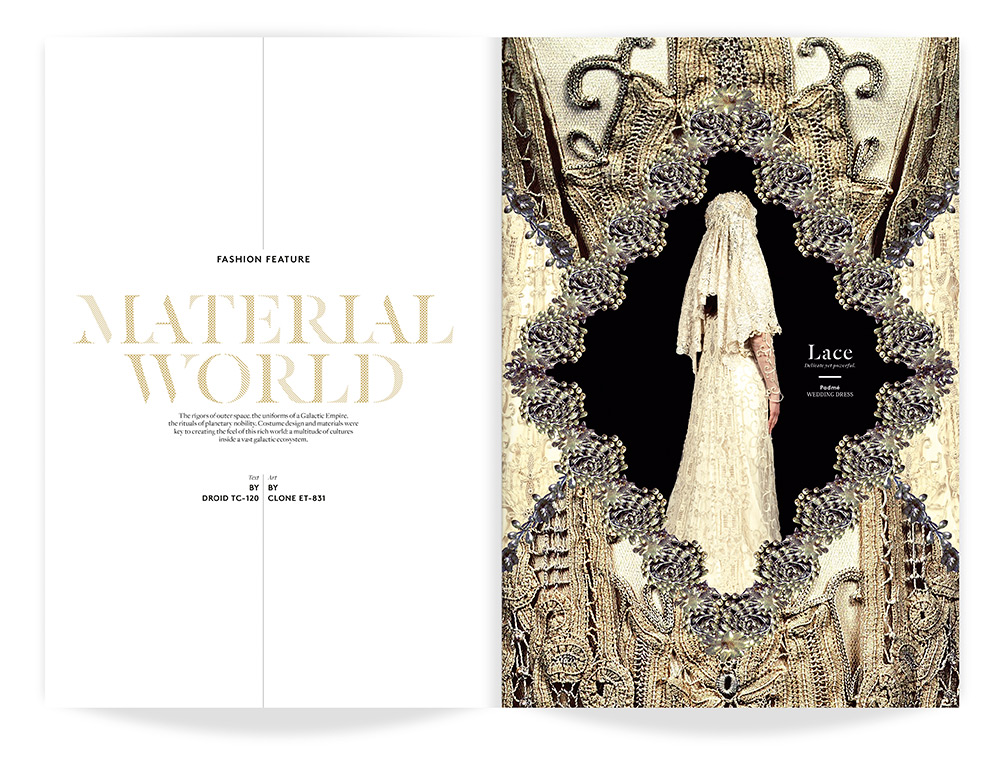 FASHION FEATURE
MATERIAL
WORLD
The rigors of outer space, the uniforms of a Galactic Empire,
the rituals of planetary nobility. Costume design and materials were
key to creating the feel of this rich world: a multitude of cultures
inside a vast galactic ecosystem.
Text
BY
DROID TC-120
Art
BY
CLONE ET-831
Lace
Delicate yet powerful.
Padmé
WEDDING DRESS